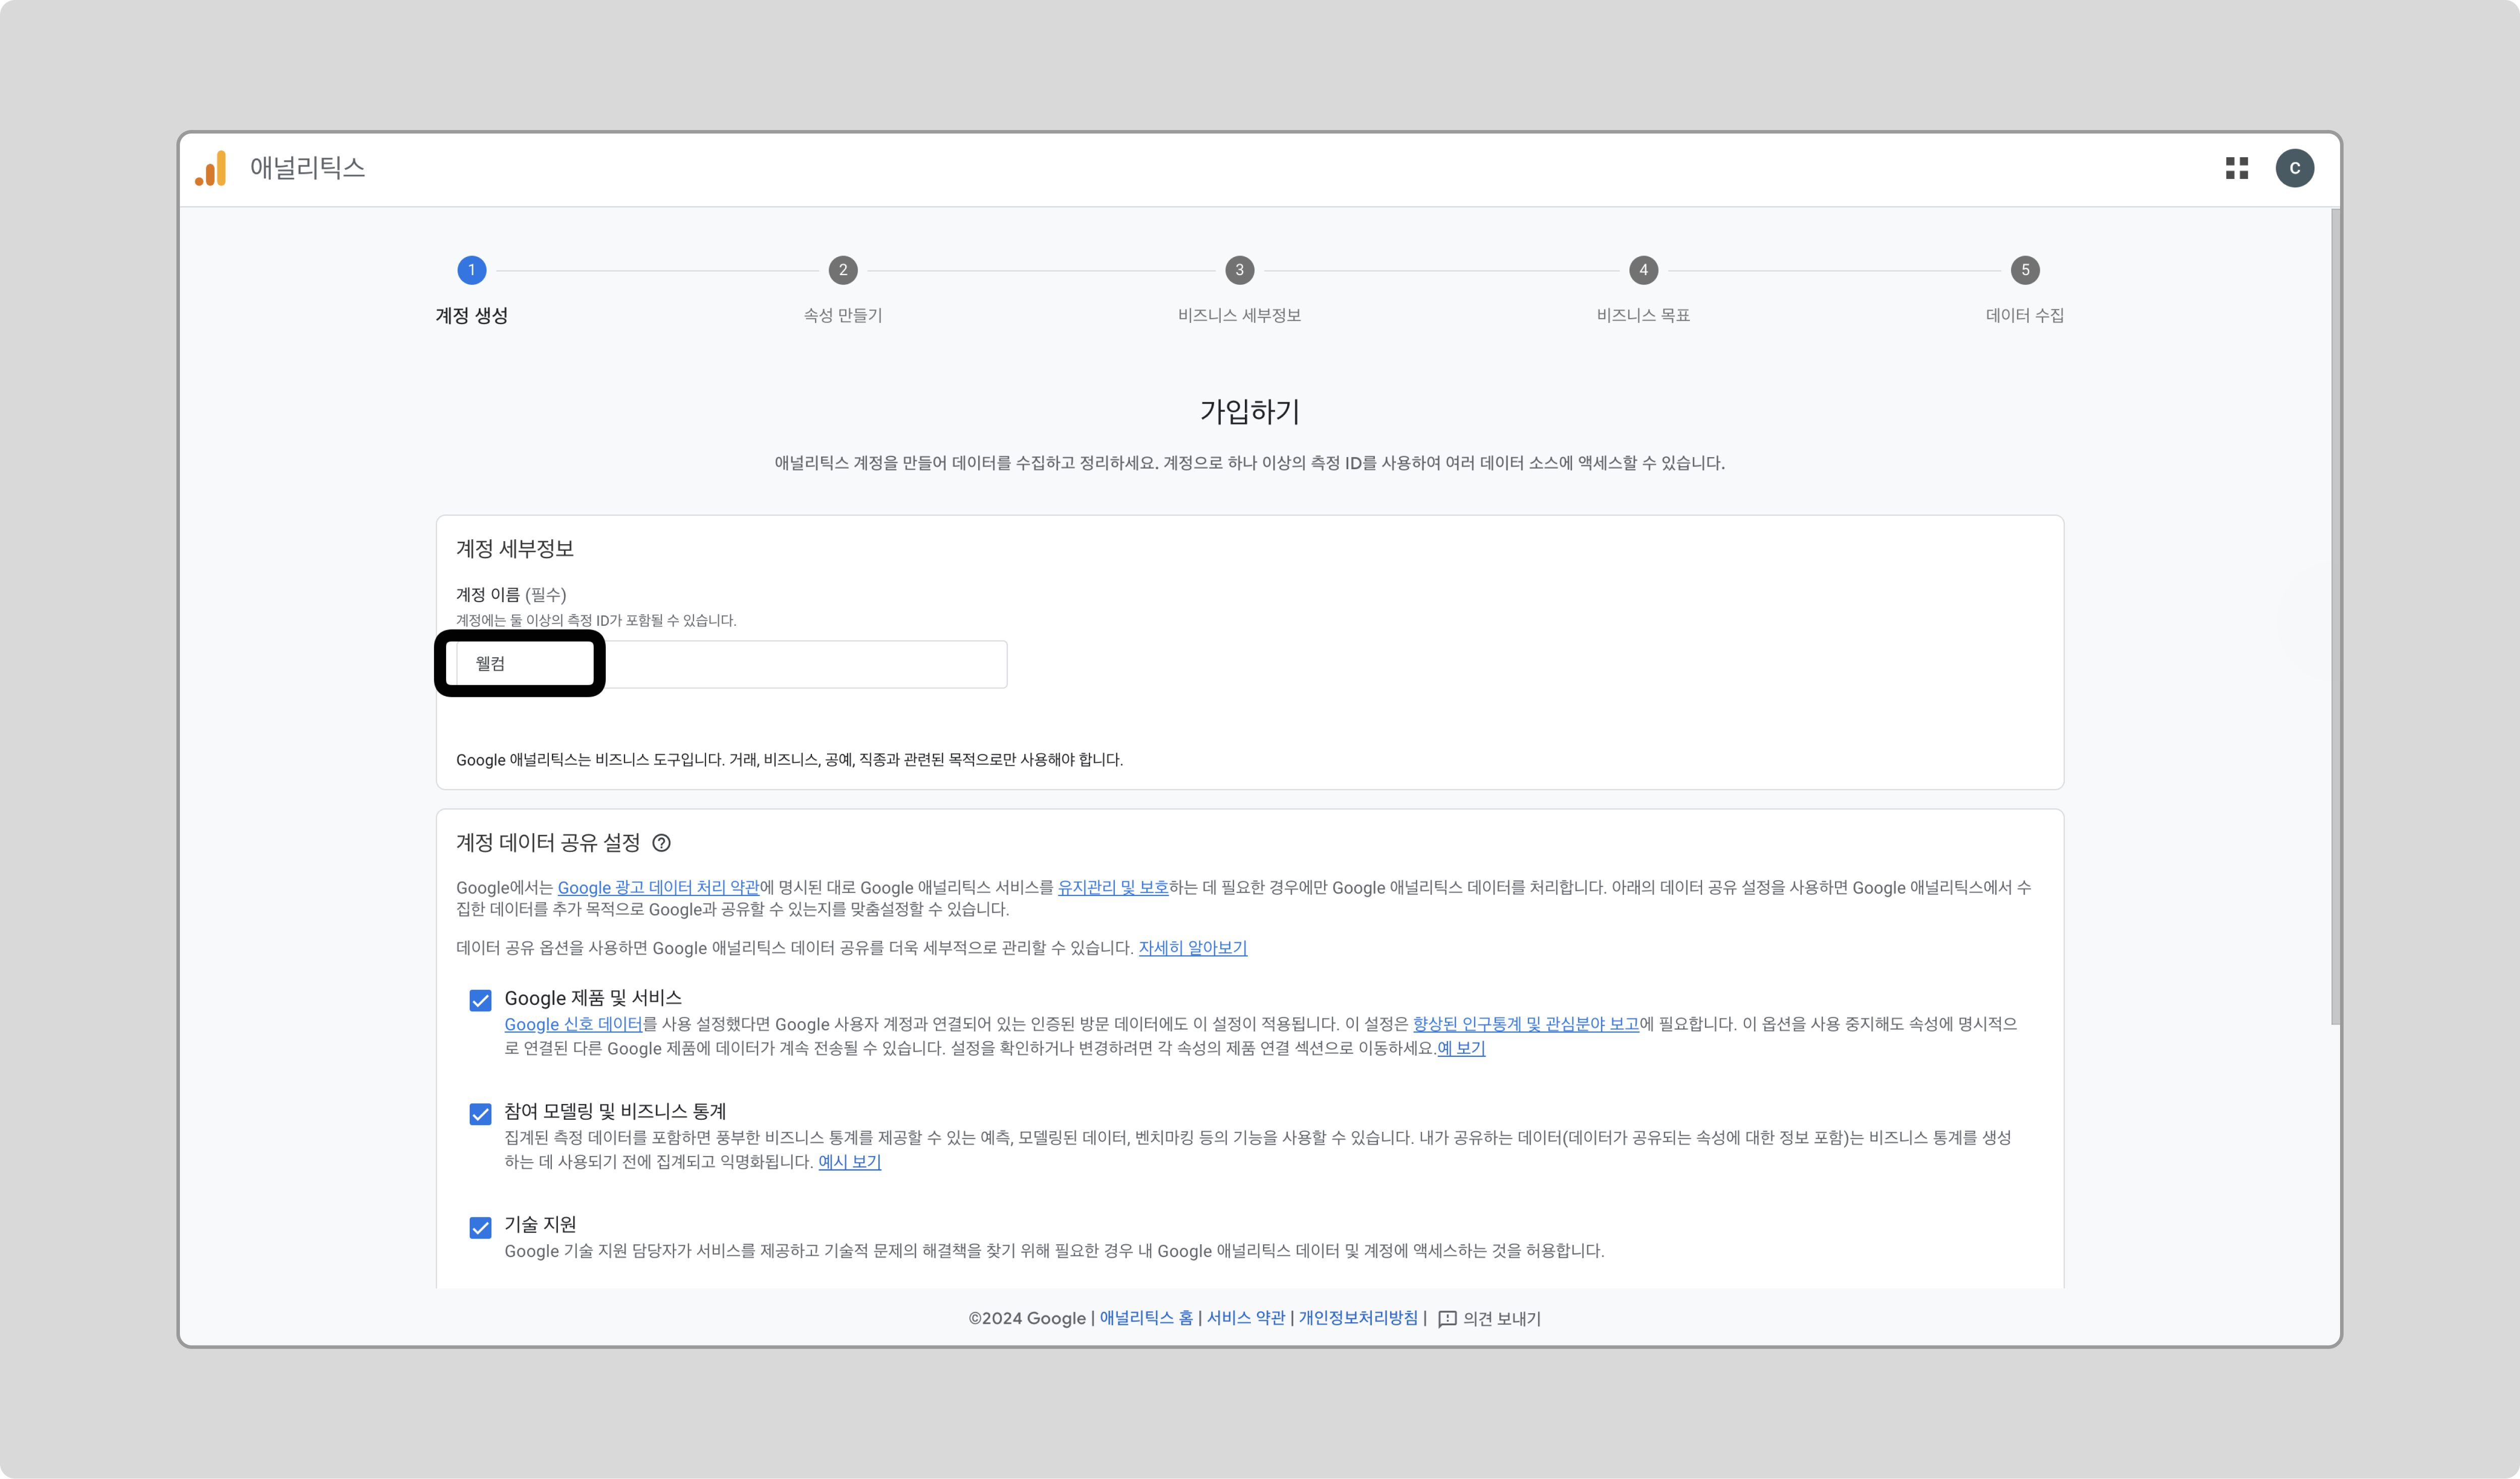 애널리틱스
C
1
2
3
4
5
계정 생성
속성 만들기
비즈니스 세부정보
비즈니스 목표
데이터 수집
가입하기
애널리틱스 계정을 만들어 데이터를 수집하고 정리하세요. 계정으로 하나 이상의 측정 ID를 사용하여 여러 데이터 소스에 액세스할 수 있습니다.
계정 세부정보
계정 이름 (필수)
계정에는 둘 이상의 측정 ID가 포함될 수 있습니다.
웰컴
Google 애널리틱스는 비즈니스 도구입니다. 거래, 비즈니스, 공예, 직종과 관련된 목적으로만 사용해야 합니다.
계정 데이터 공유 설정
Google에서는 Google 광고 데이터 처리 약관에 명시된 대로 Google 애널리틱스 서비스를 유지관리 및 보호하는 데 필요한 경우에만 Google 애널리틱스 데이터를 처리합니다. 아래의 데이터 공유 설정을 사용하면 Google 애널리틱스에서 수
집한 데이터를 추가 목적으로 Google과 공유할 수 있는지를 맞춤설정할 수 있습니다.
데이터 공유 옵션을 사용하면 Google 애널리틱스 데이터 공유를 더욱 세부적으로 관리할 수 있습니다. 자세히 알아보기
Google 제품 및 서비스
Google 신호 데이터를 사용 설정했다면 Google 사용자 계정과 연결되어 있는 인증된 방문 데이터에도 이 설정이 적용됩니다. 이 설정은 향상된 인구통계 및 관심분야 보고에 필요합니다. 이 옵션을 사용 중지해도 속성에 명시적으
로 연결된 다른 Google 제품에 데이터가 계속 전송될 수 있습니다. 설정을 확인하거나 변경하려면 각 속성의 제품 연결 섹션으로 이동하세요.예 보기
참여 모델링 및 비즈니스 통계
집계된 측정 데이터를 포함하면 풍부한 비즈니스 통계를 제공할 수 있는 예측, 모델링된 데이터, 벤치마킹 등의 기능을 사용할 수 있습니다. 내가 공유하는 데이터(데이터가 공유되는 속성에 대한 정보 포함)는 비즈니스 통계를 생성
하는 데 사용되기 전에 집계되고 익명화됩니다. 예시 보기
기술 지원
Google 기술 지원 담당자가 서비스를 제공하고 기술적 문제의 해결책을 찾기 위해 필요한 경우 내 Google 애널리틱스 데이터 및 계정에 액세스하는 것을 허용합니다.
©2024 Google | 애널리틱스 홈 | 서비스 약관 | 개인정보처리방침 | 의견 보내기